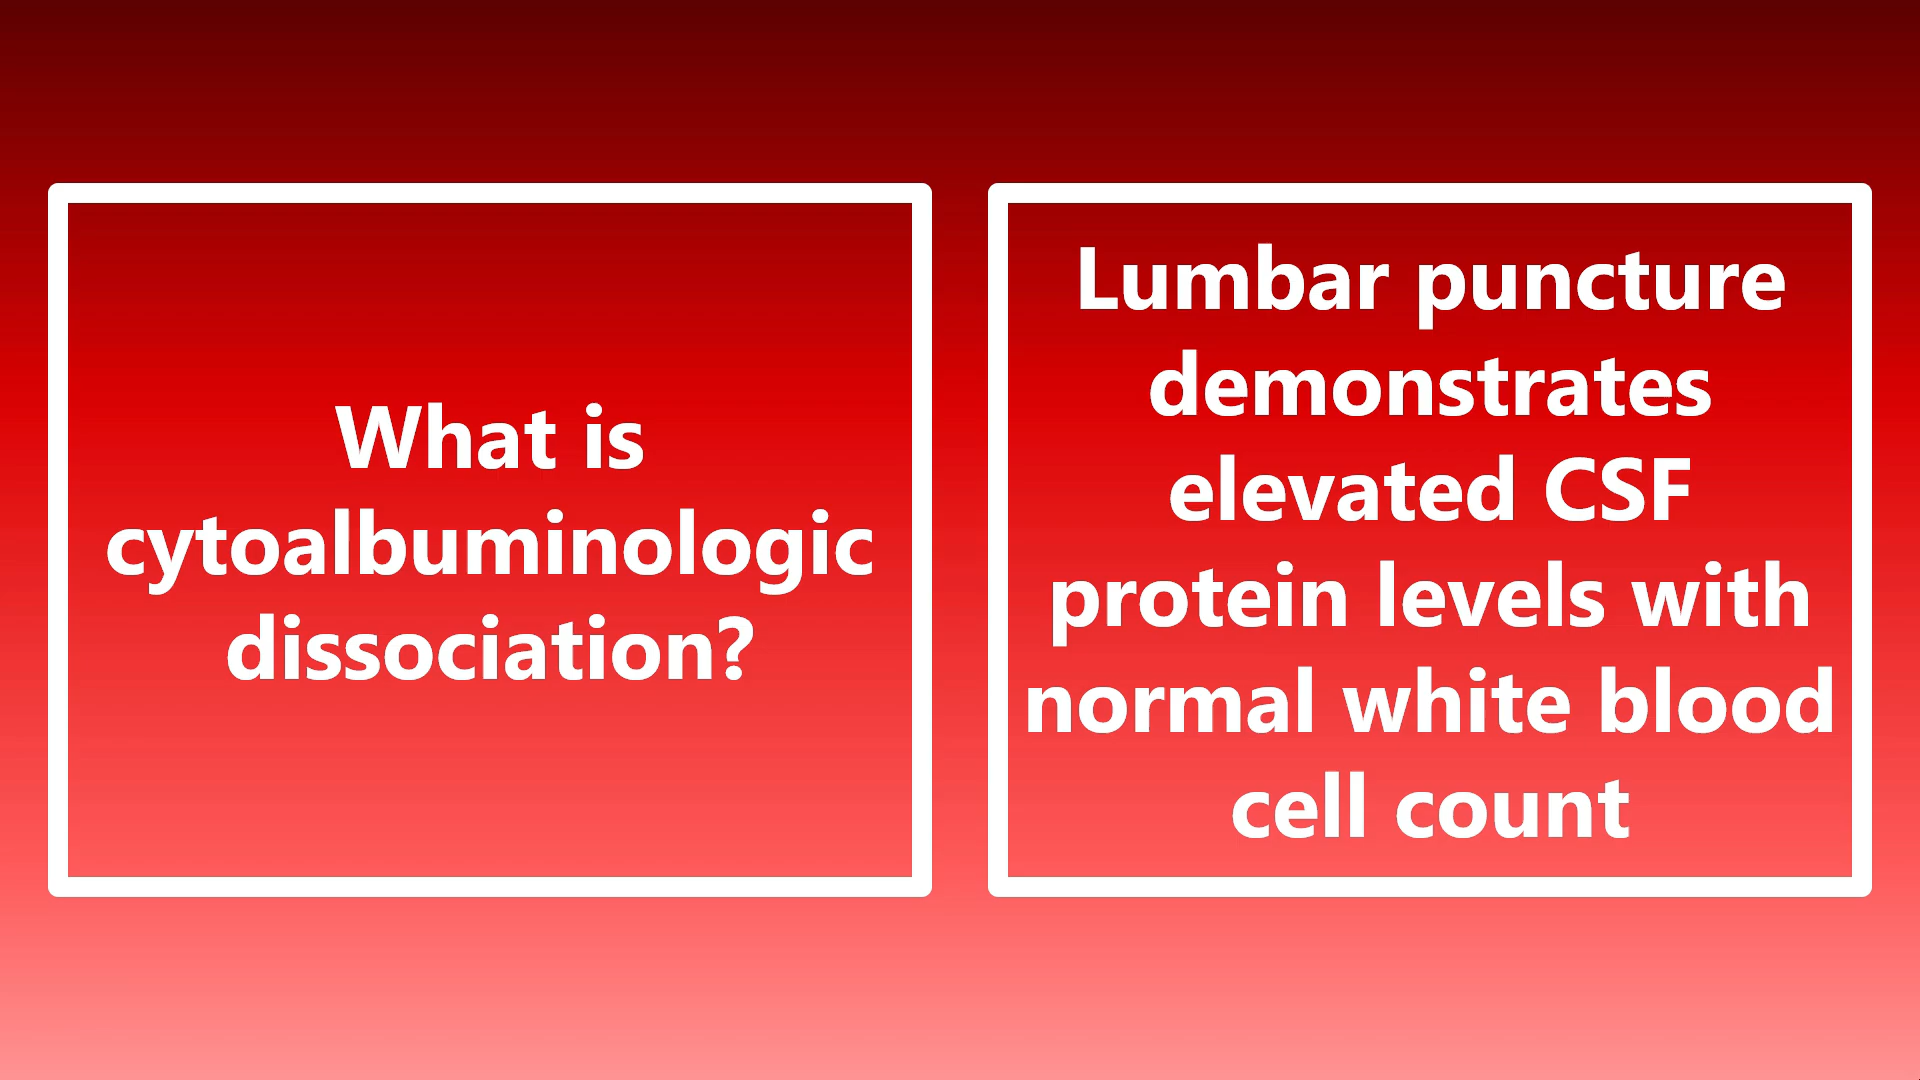 What is
cytoalbuminologic
dissociation?
Lumbar puncture
demonstrates
elevated CSF
protein levels with
normal white blood
cell count